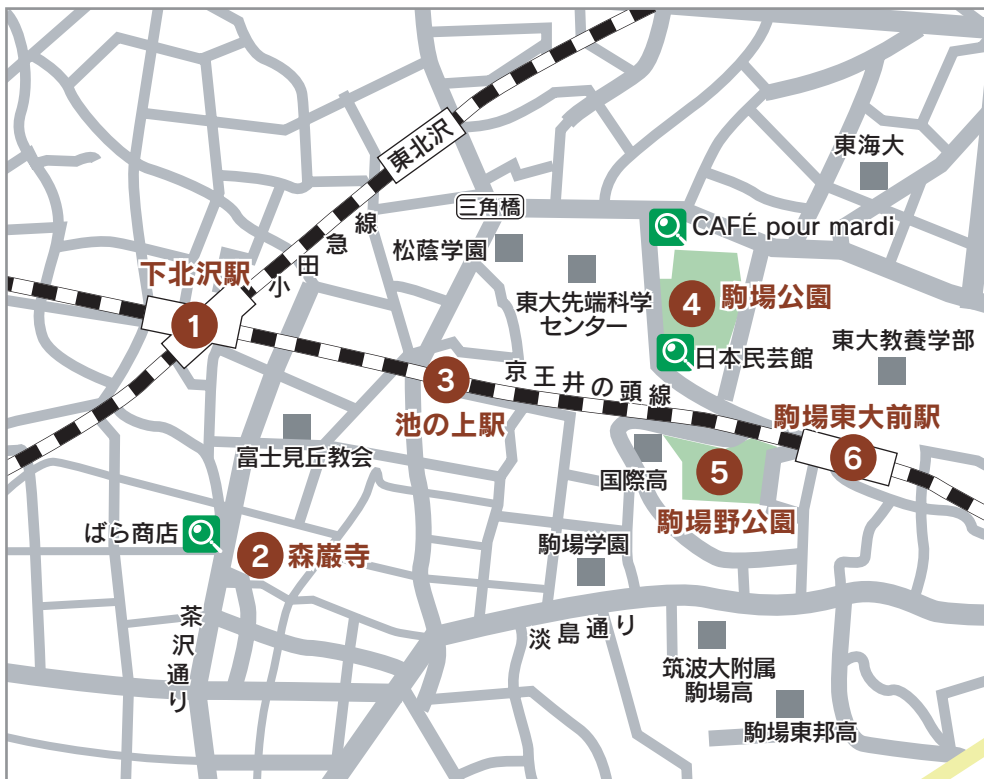 東北沢
東海大
三角橋
CAFÉ pour mardi
松蔭学園
小田急線
下北沢駅
1
東大先端科学
センター
4
駒場公園
日本民芸館
東大教養学部
3
池の上駅
京王井の頭線
駒場東大前駅
6
富士見丘教会
国際高
5
駒場野公園
ばら商店
2
森巌寺
駒場学園
茶沢通り
淡島通り
筑波大附属
駒場高
駒場東邦高